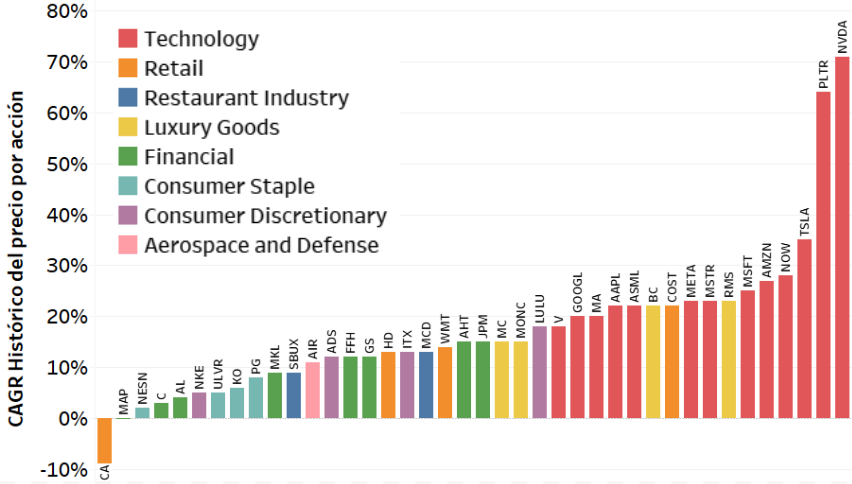 80%
70%
60%
50%
40%
30%
20%
10%
0%
-10%
CAGR Histórico del precio por acción
Technology
Retail
Restaurant Industry
Luxury Goods
Financial
Consumer Staple
Consumer Discretionary
Aerospace and Defense
CA
MAP
NESN
C
AL
NKE
ULVR
KO
PG
MKL
SBUX
AIR
ADS
FFH
GS
HD
ITX
MCD
WMT
AHT
JPM
MC
MONC
LULU
V
GOOGL
MA
AAPL
ASML
BC
COST
META
MSTR
RMS
MSFT
AMZN
NOW
TSLA
PLTR
NVDA